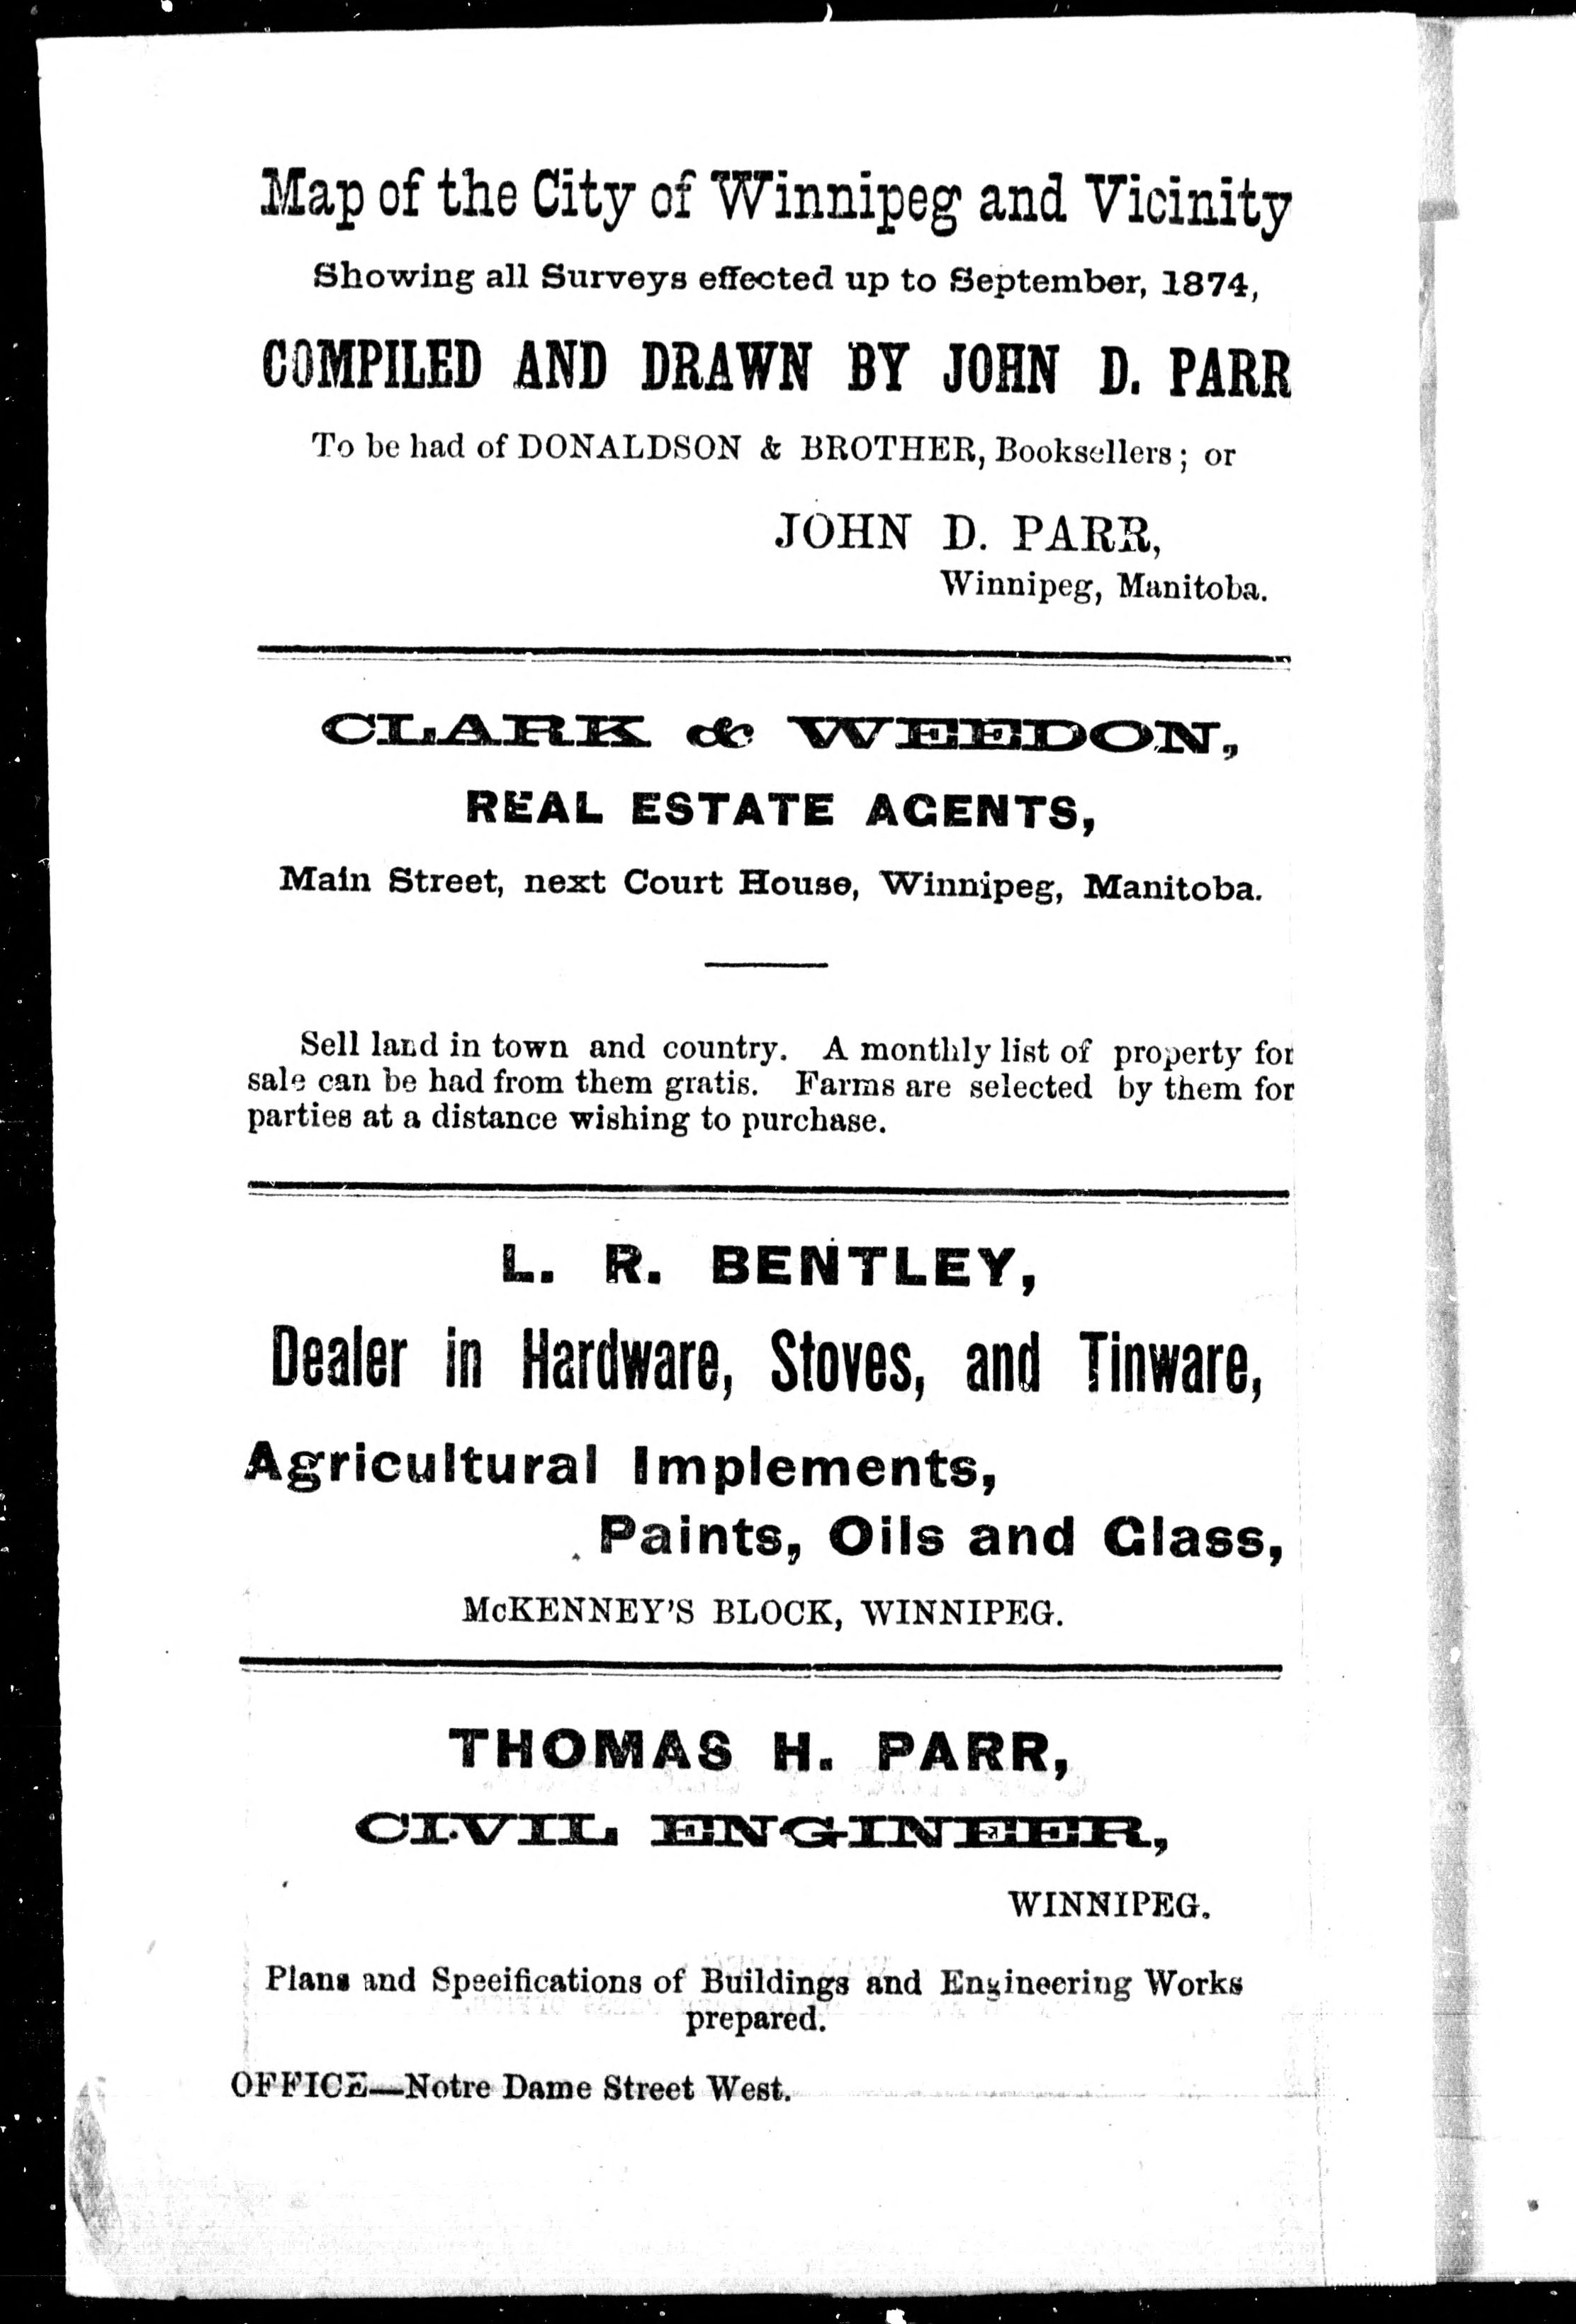 Map of the City of Winnipeg and Vicinity
Showing all Surveys effected up to September, 1874,
COMPILED AND DRAWN BY JOHN D. PARR
To be had of DONALDSON & BROTHER, Booksellers; or
JOHN D. PARR,
Winnipeg, Manitoba.
CLARK & WEEDON,
REAL ESTATE AGENTS,
Main Street, next Court House, Winnipeg, Manitoba.
Sell land in town and country. A monthly list of property for
sale can be had from them gratis. Farms are selected by them for
parties at a distance wishing to purchase.
L. R. BENTLEY,
Dealer in Hardware, Stoves, and Tinware,
Agricultural Implements,
Paints, Oils and Glass,
McKENNEY'S BLOCK, WINNIPEG.
THOMAS H. PARR,
CIVIL ENGINEER,
WINNIPEG.
Plans and Speeifications of Buildings and Engineering Works
prepared.
OFFICE—Notre Dame Street West.